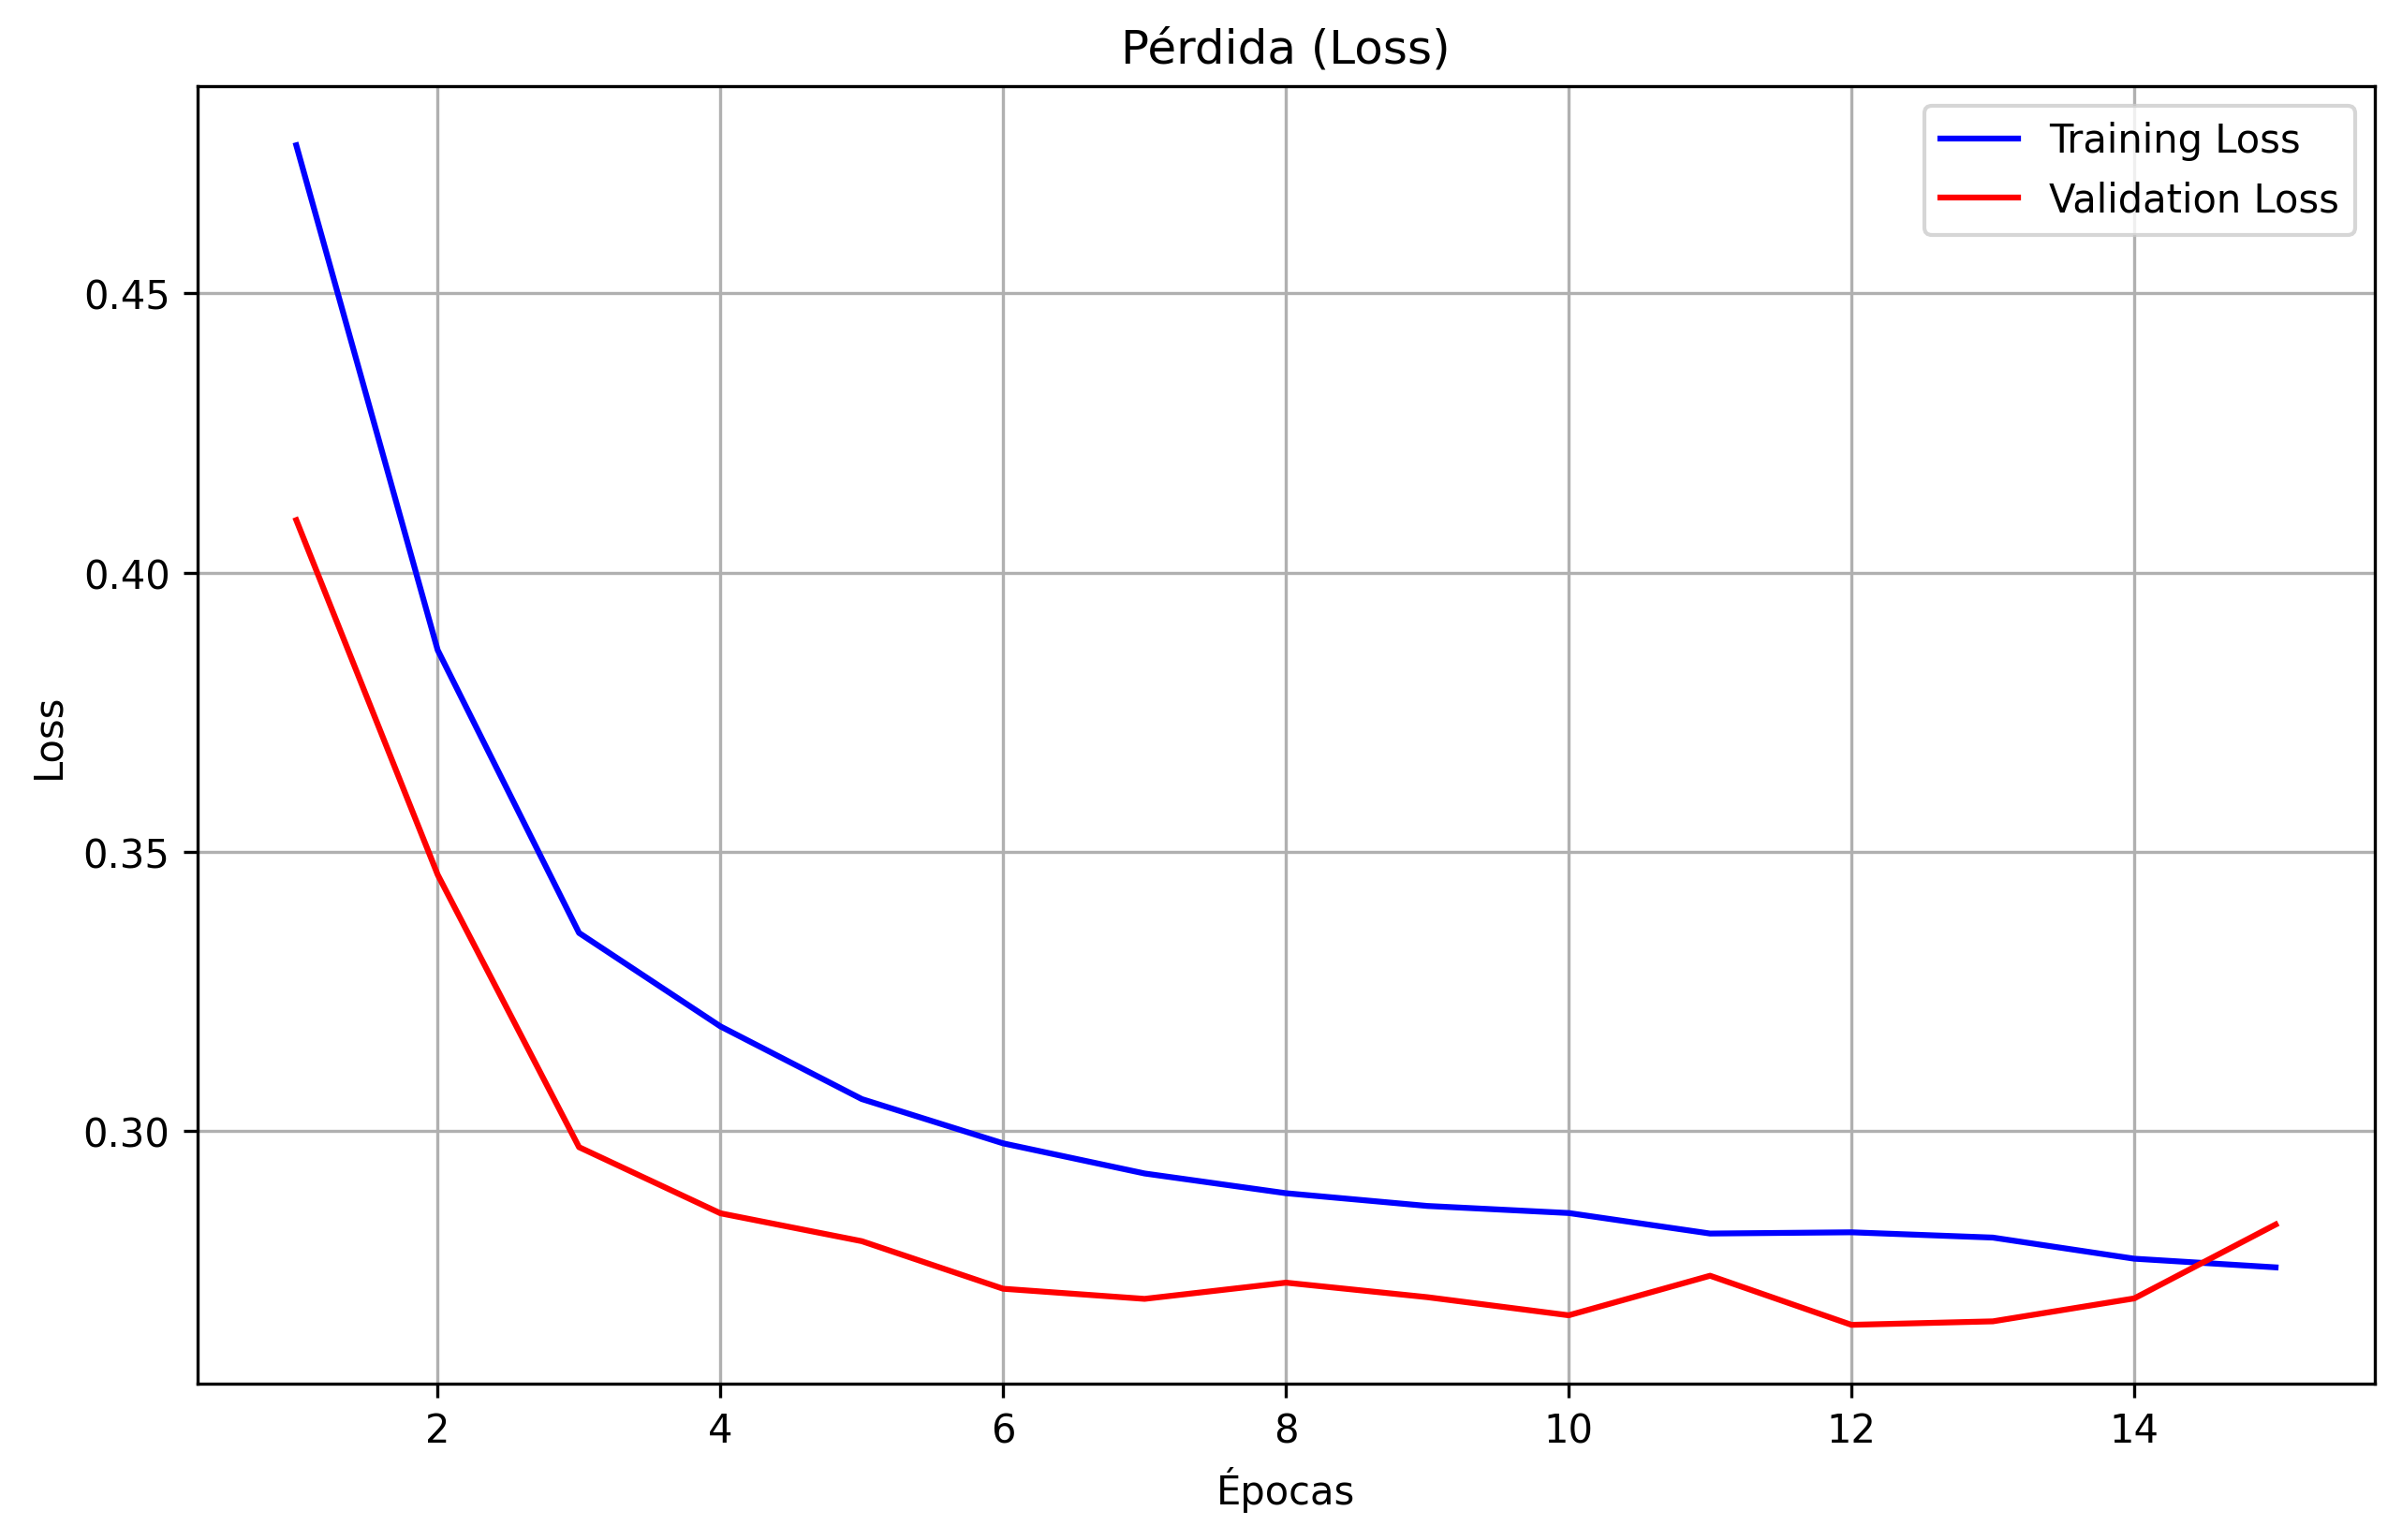 Pérdida (Loss)
Training Loss
Validation Loss
0.45
0.40
0.35
0.30
Loss
2 4 6 8 10 12 14
Épocas